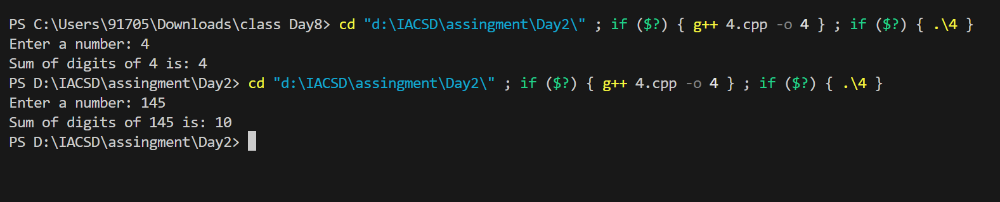 PS C:\Users\91705\Downloads\class Day8> cd "d:\IACSD\assingment\Day2\" ; if ($?) { g++ 4.cpp -o 4 } ; if ($?) { .\4 }
Enter a number: 4
Sum of digits of 4 is: 4
PS D:\IACSD\assingment\Day2> cd "d:\IACSD\assingment\Day2\" ; if ($?) { g++ 4.cpp -o 4 } ; if ($?) { .\4 }
Enter a number: 145
Sum of digits of 145 is: 10
PS D:\IACSD\assingment\Day2>